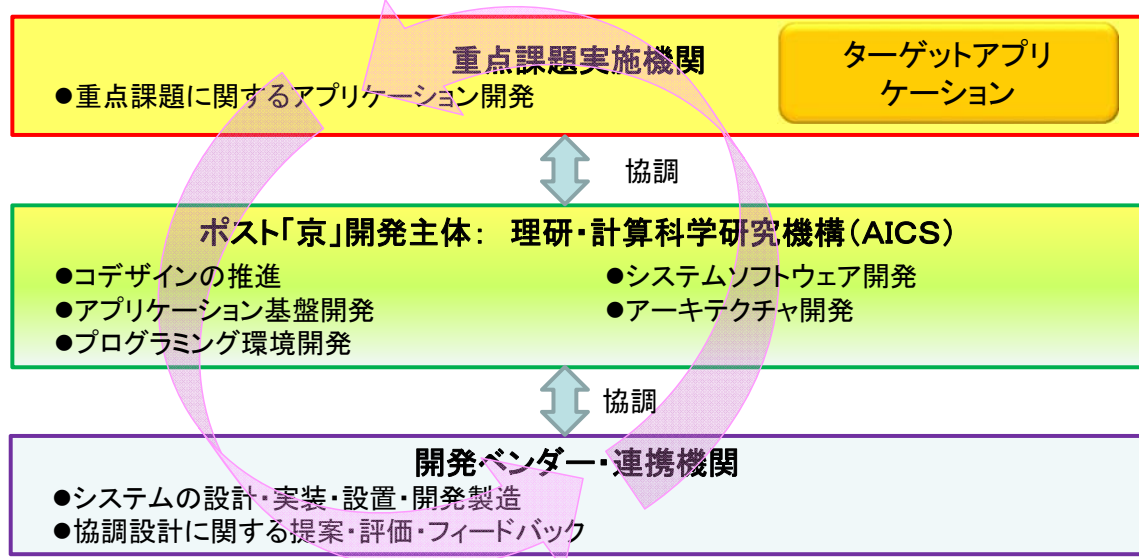 重点課題実施機関
●重点課題に関するアプリケーション開発
ターゲットアプリ
ケーション
協調
ポスト「京」開発主体： 理研・計算科学研究機構（AICS）
●コデザインの推進
●アプリケーション基盤開発
●プログラミング環境開発
●システムソフトウェア開発
●アーキテクチャ開発
協調
開発ベンダー・連携機関
●システムの設計・実装・設置・開発製造
●協調設計に関する提案・評価・フィードバック